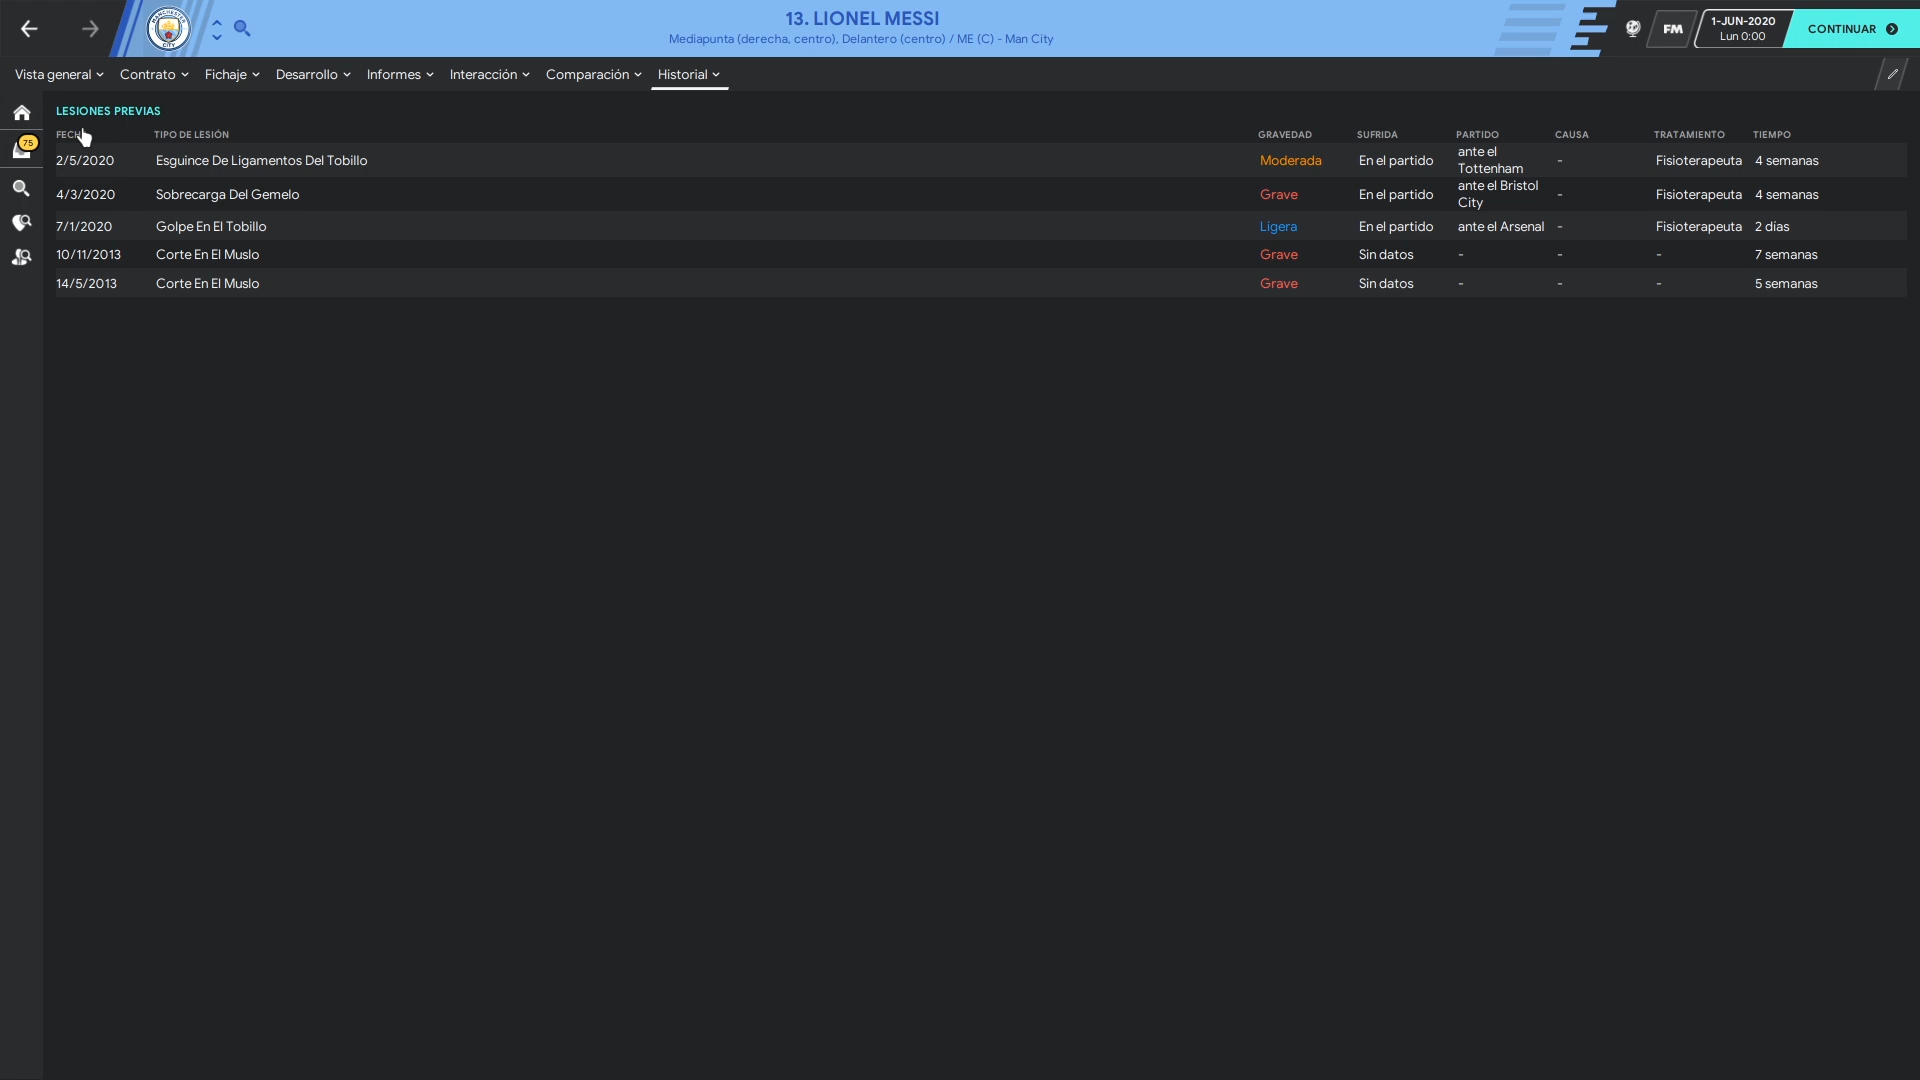 13. LIONEL MESSI
Mediapunta (derecha, centro), Delantero (centro) / ME (C) - Man City
FM
1-JUN-2020
Lun 0:00
CONTINUAR
Vista general Contrato Fichaje Desarrollo Informes Interacción Comparación Historial
LESIONES PREVIAS
75
TIPO DE LESIÓN GRAVEDAD SUFRIDA PARTIDO CAUSA TRATAMIENTO TIEMPO
2/5/2020 Esguince De Ligamentos Del Tobillo Moderada En el partido ante el Tottenham - Fisioterapeuta 4 semanas
4/3/2020 Sobrecarga Del Gemelo Grave En el partido ante el Bristol City - Fisioterapeuta 4 semanas
7/1/2020 Golpe En El Tobillo Ligera En el partido ante el Arsenal - Fisioterapeuta 2 días
10/11/2013 Corte En El Muslo Grave Sin datos - - - 7 semanas
14/5/2013 Corte En El Muslo Grave Sin datos - - - 5 semanas